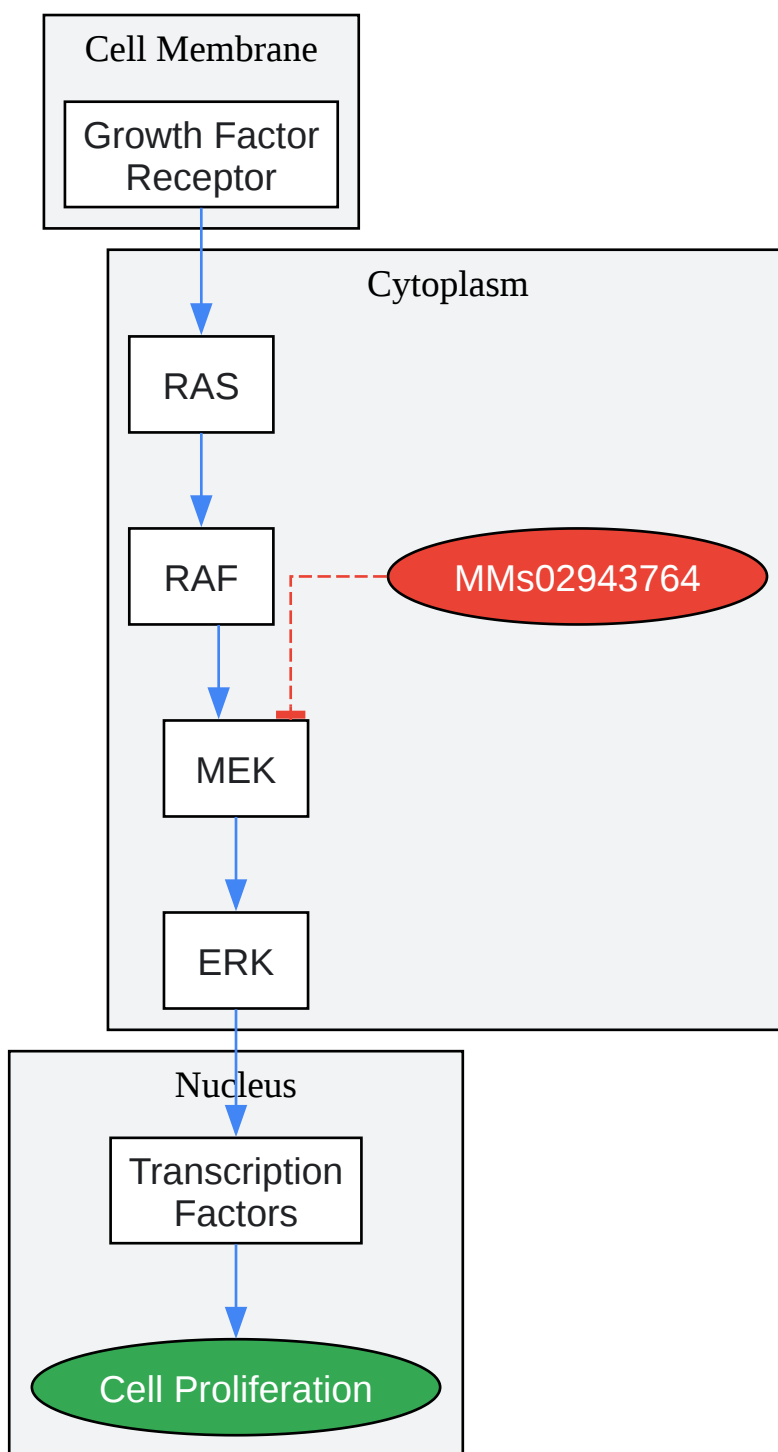 Cell Membrane
Growth Factor
Receptor
Cytoplasm
RAS
RAF
MMs02943764
MEK
ERK
Nucleus
Transcription
Factors
Cell Proliferation